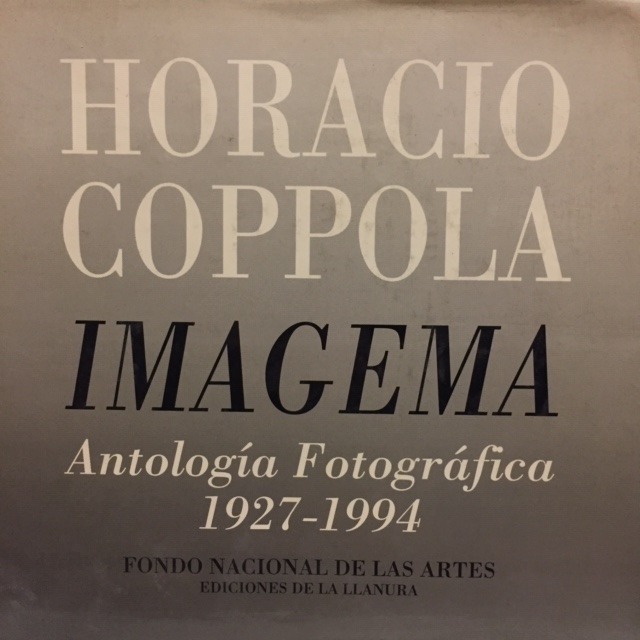 HORACIO
COPPOLA
IMAGEMA
Antología Fotográfica
1927-1994
FONDO NACIONAL DE LAS ARTES
EDICIONES DE LA LLANURA